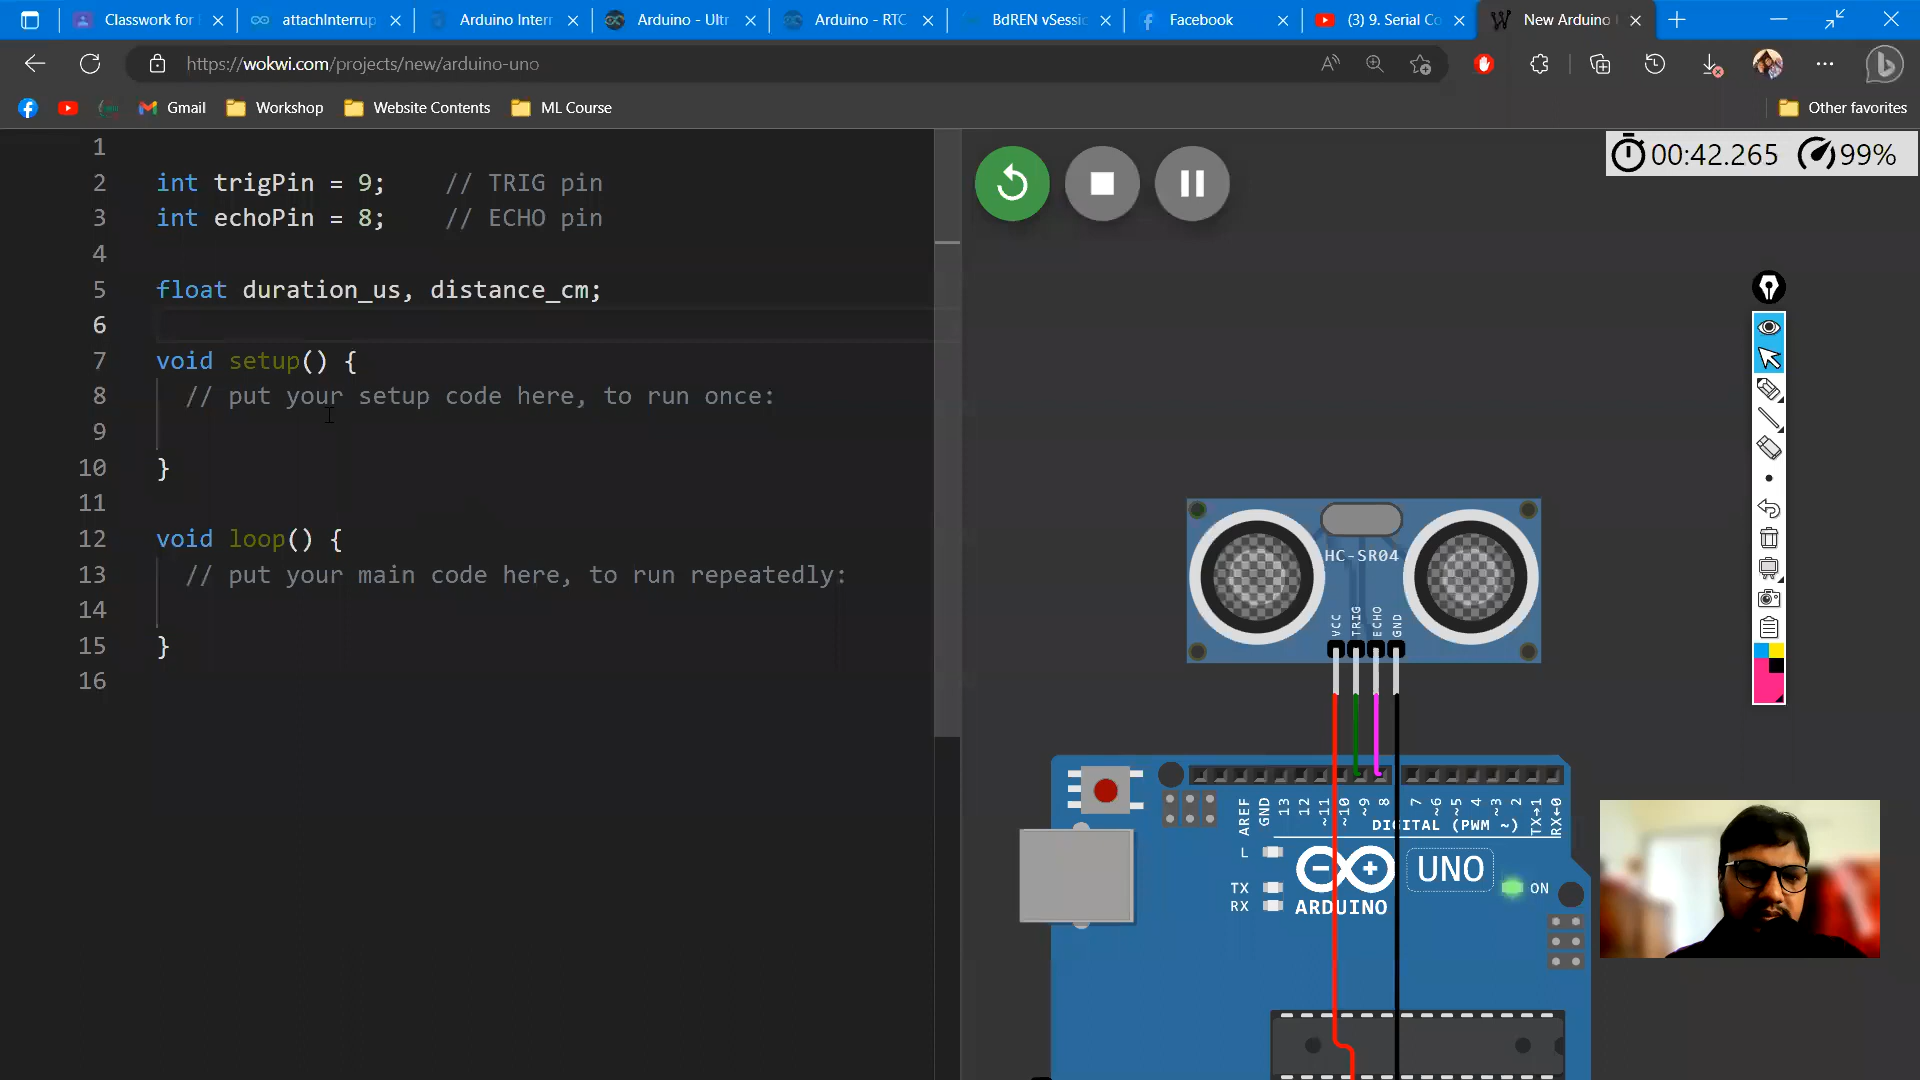 Classwork for
attachInterrup
Arduino Interr
Arduino - Ultr
Arduino - RTC
BdREN vSessic
Facebook
(3) 9. Serial Co
New Arduino
https://wokwi.com/projects/new/arduino-uno
Gmail
Workshop
Website Contents
ML Course
Other favorites
1
2 int trigPin = 9;    // TRIG pin
3 int echoPin = 8;    // ECHO pin
4
5 float duration_us, distance_cm;
6
7 void setup() {
8 // put your setup code here, to run once:
9
10 }
11
12 void loop() {
13 // put your main code here, to run repeatedly:
14
15 }
16
00:42.265 99%
HC-SR04
VCC TRIG ECHO GND
AREF GND 13 12 ~11 ~10 ~9 8 7 ~6 ~5 4 ~3 2 TX→1 RX←0
DIGITAL (PWM ~)
L
TX
RX
UNO
ON
ARDUINO